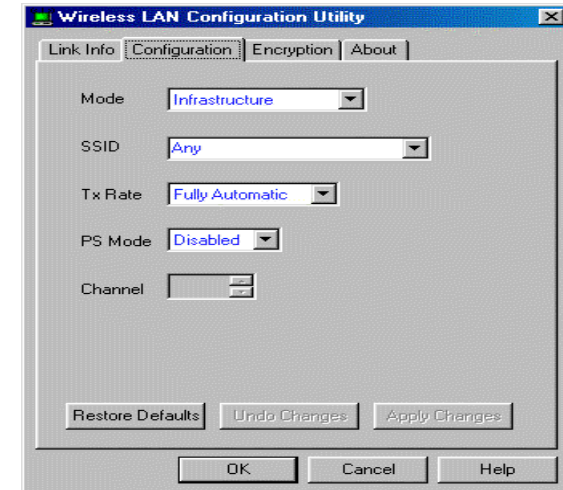 Wireless LAN Configuration Utility
Link Info Configuration Encryption About
Mode Infrastructure
SSID Any
Tx Rate Fully Automatic
PS Mode Disabled
Channel
Restore Defaults Undo Changes Apply Changes
OK Cancel Help